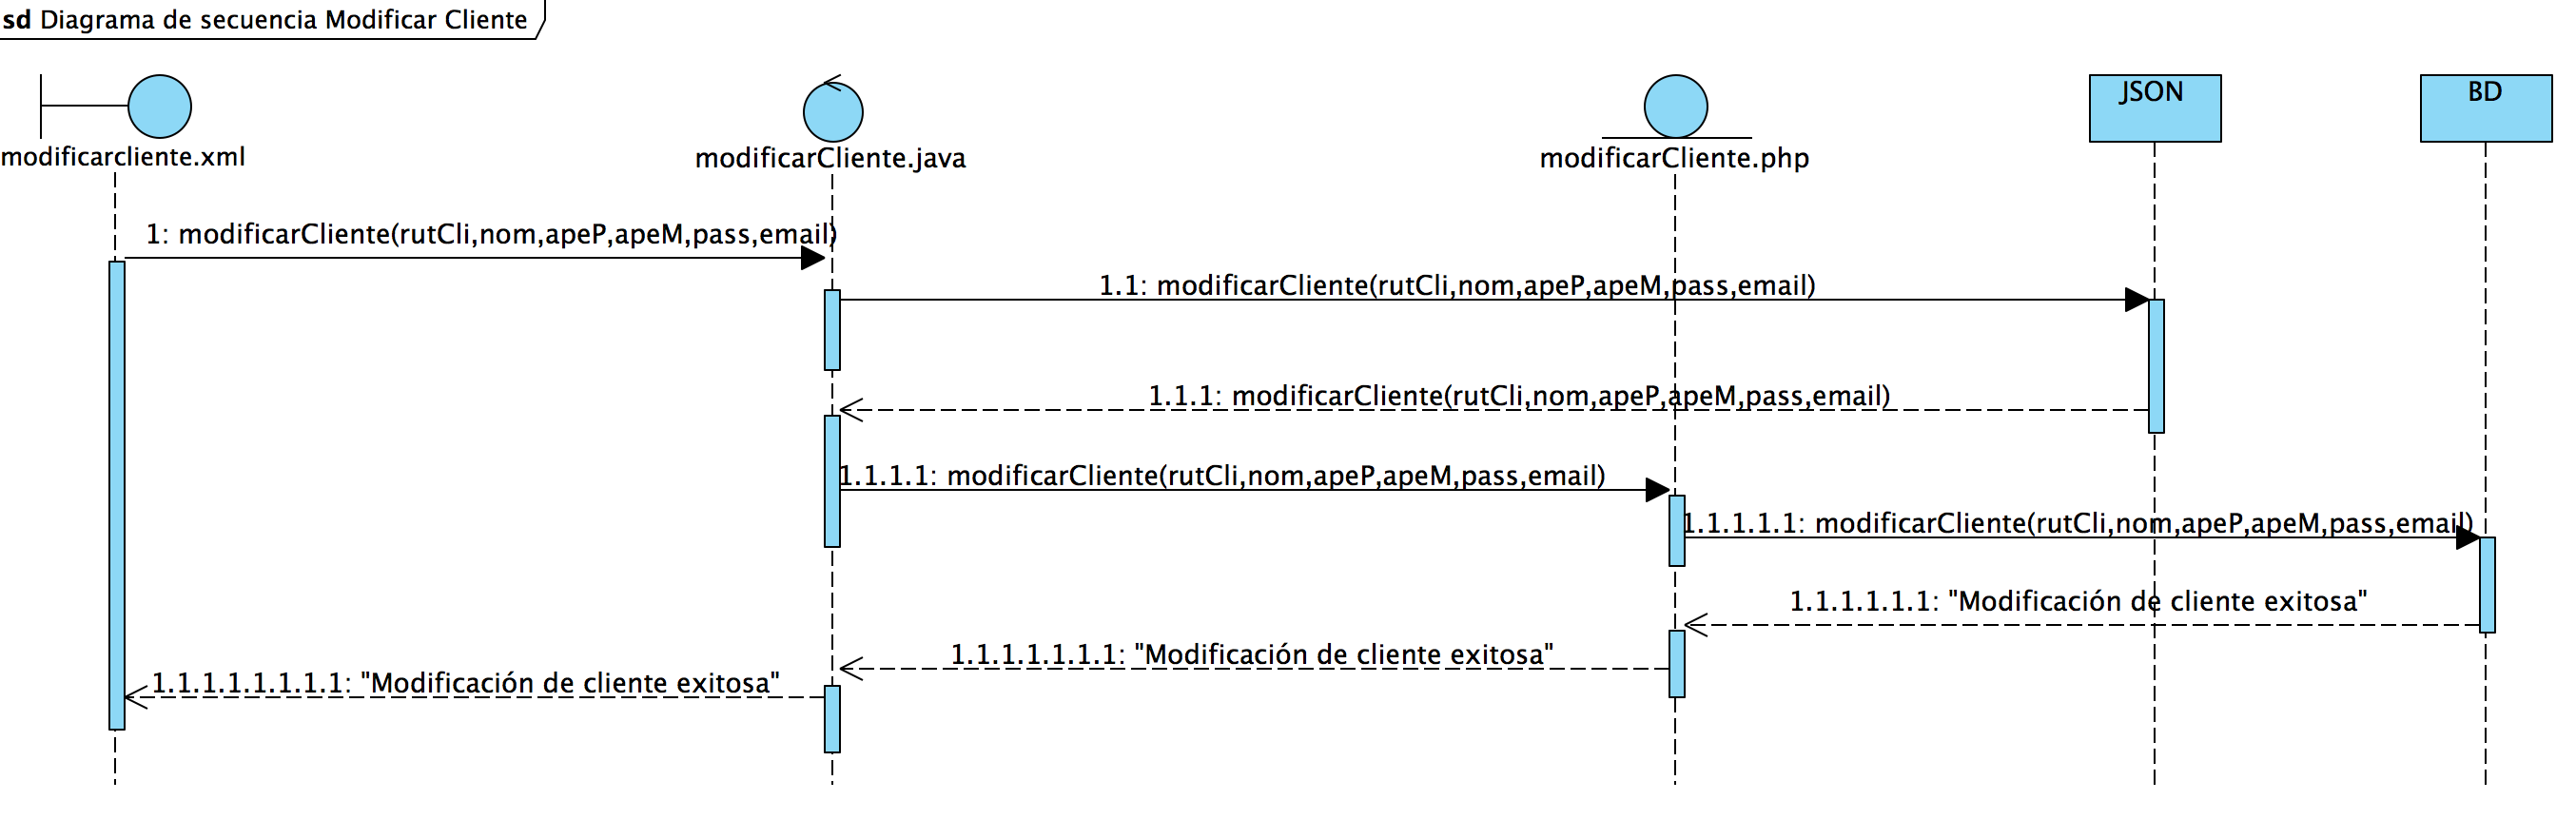 sd Diagrama de secuencia Modificar Cliente
JSON
BD
modificarcliente.xml
modificarCliente.java
modificarCliente.php
1: modificarCliente(rutCli,nom,apeP,apeM,pass,email)
1.1: modificarCliente(rutCli,nom,apeP,apeM,pass,email)
1.1.1: modificarCliente(rutCli,nom,apeP,apeM,pass,email)
1.1.1.1: modificarCliente(rutCli,nom,apeP,apeM,pass,email)
1.1.1.1.1: modificarCliente(rutCli,nom,apeP,apeM,pass,email)
1.1.1.1.1.1: "Modificación de cliente exitosa"
1.1.1.1.1.1.1: "Modificación de cliente exitosa"
1.1.1.1.1.1.1.1: "Modificación de cliente exitosa"